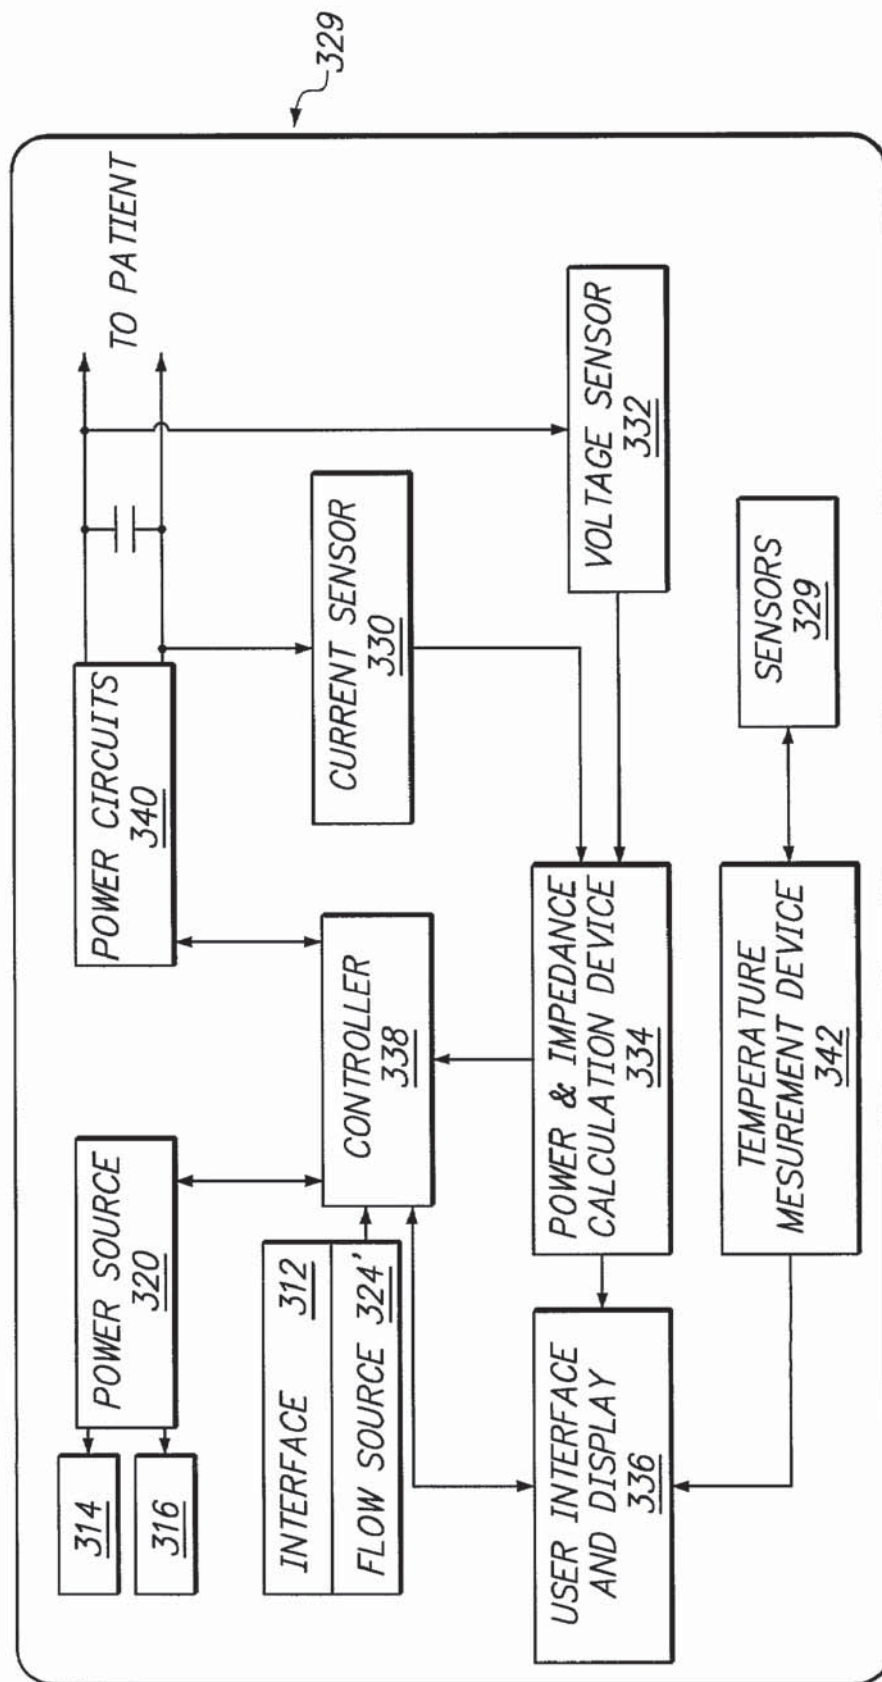 329
TO PATIENT
POWER SOURCE
320
POWER CIRCUITS
340
314
316
INTERFACE 312
FLOW SOURCE 324'
CONTROLLER
338
CURRENT SENSOR
330
VOLTAGE SENSOR
332
USER INTERFACE
AND DISPLAY
336
POWER & IMPEDANCE
CALCULATION DEVICE
334
TEMPERATURE
MESUREMENT DEVICE
342
SENSORS
329